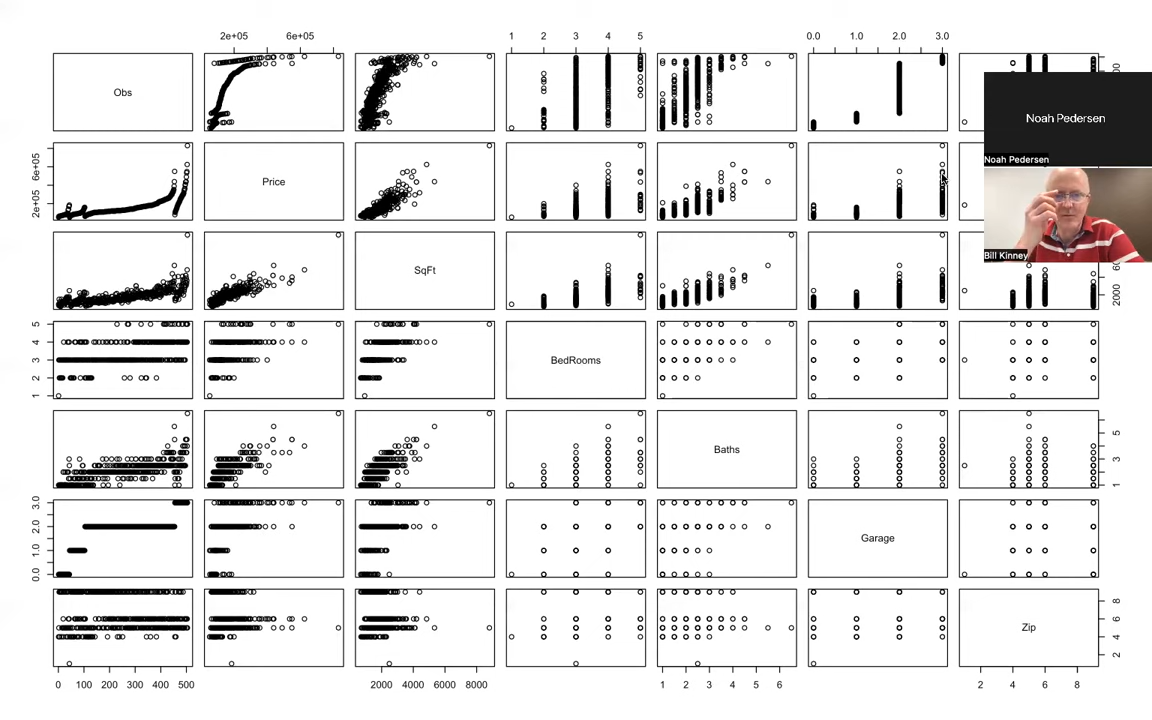 2e+05 6e+05
1 2 3 4 5
0.0 1.0 2.0 3.0
Obs
Noah Pedersen
Noah Pedersen
2e+05 6e+05
Price
SqFt
Bill Kinney
2000
1 2 3 4 5
BedRooms
Baths
1 3 5
0.0 1.0 2.0 3.0
Garage
Zip
2 4 6 8
0 100 200 300 400 500
2000 4000 6000 8000
1 2 3 4 5 6
2 4 6 8